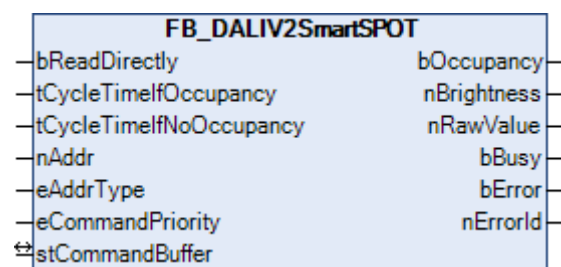 FB_DALIV2SmartSPOT
bReadDirectly bOccupancy
tCycleTimeIfOccupancy nBrightness
tCycleTimeIfNoOccupancy nRawValue
nAddr bBusy
eAddrType bError
eCommandPriority nErrorId
stCommandBuffer